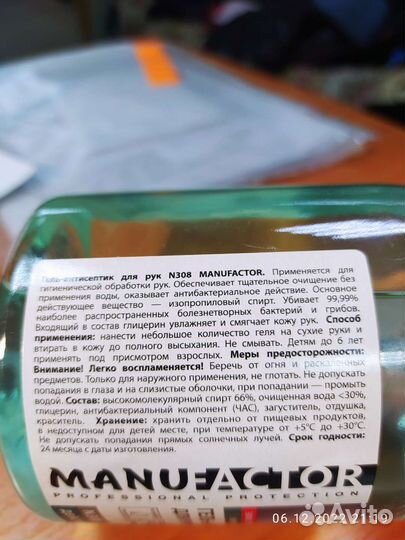 Гель-антисептик для рук N308 MANUFACTOR. Применяется для
гигиенической обработки рук. Обеспечивает тщательное очищение без
применения воды, оказывает антибактериальное действие. Основное
действующее вещество — изопропиловый спирт. Убивает 99,99%
наиболее распространенных болезнетворных бактерий и грибов.
Входящий в состав глицерин увлажняет и смягчает кожу рук. Способ
применения: нанести небольшое количество геля на сухие руки и
втирать в кожу до полного высыхания. Не смывать. Детям до 6 лет
применять под присмотром взрослых. Меры предосторожности:
Внимание! Легко воспламеняется! Беречь от огня и раскаленных
предметов. Только для наружного применения, не глотать. Не допускать
попадания в глаза и на слизистые оболочки, при попадании — промыть
водой. Состав: высокомолекулярный спирт 66%, очищенная вода <30%,
глицерин, антибактериальный компонент (ЧАС), загуститель, отдушка,
краситель. Хранение: хранить отдельно от пищевых продуктов,
в недоступном для детей месте, при температуре от +5°C до +30°C.
Не допускать попадания прямых солнечных лучей. Срок годности:
24 месяца с даты изготовления.
MANUFACTOR
PROFESSIONAL PROTECTION
06.12.2022 21:19
Avito